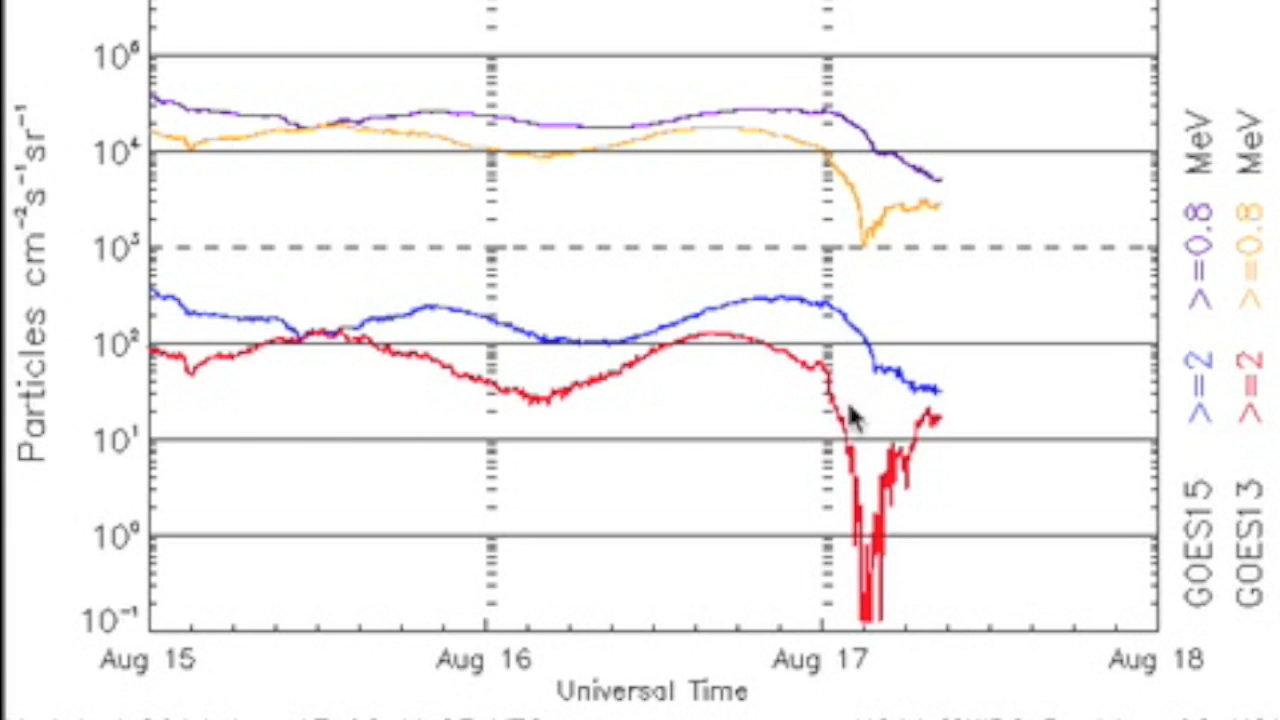 10⁶
10⁴
10³
10²
10¹
10⁰
10⁻¹
Particles cm⁻²s⁻¹sr⁻¹
Aug 15 Aug 16 Aug 17 Aug 18
Universal Time
GOES15 >=2 >=0.8 MeV
GOES13 >=2 >=0.8 MeV